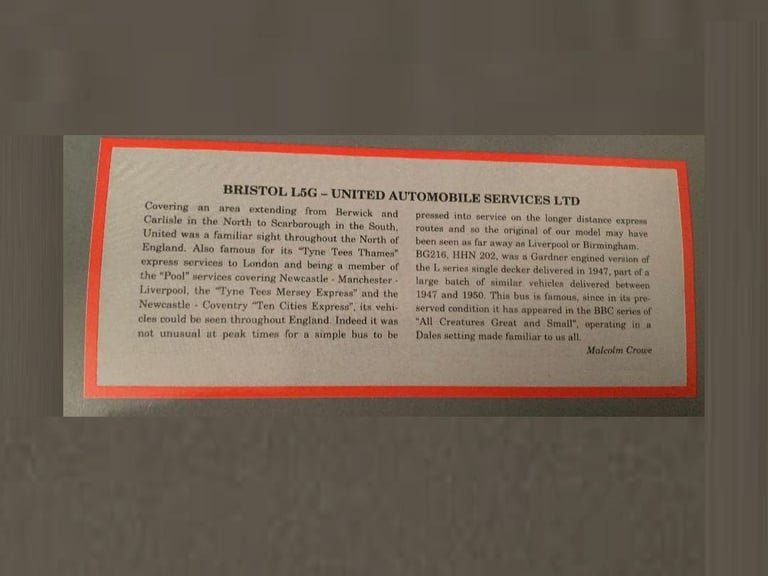 BRISTOL L5G – UNITED AUTOMOBILE SERVICES LTD
Covering an area extending from Berwick and
Carlisle in the North to Scarborough in the South,
United was a familiar sight throughout the North of
England. Also famous for its "Tyne Tees Thames"
express services to London and being a member of
the "Pool" services covering Newcastle - Manchester -
Liverpool, the "Tyne Tees Mersey Express" and the
Newcastle - Coventry "Ten Cities Express", its vehi-
cles could be seen throughout England. Indeed it was
not unusual at peak times for a simple bus to be
pressed into service on the longer distance express
routes and so the original of our model may have
been seen as far away as Liverpool or Birmingham.
BG216, HHN 202, was a Gardner engined version of
the L series single decker delivered in 1947, part of a
large batch of similar vehicles delivered between
1947 and 1950. This bus is famous, since in its pre-
served condition it has appeared in the BBC series of
"All Creatures Great and Small", operating in a
Dales setting made familiar to us all.
Malcolm Crowe